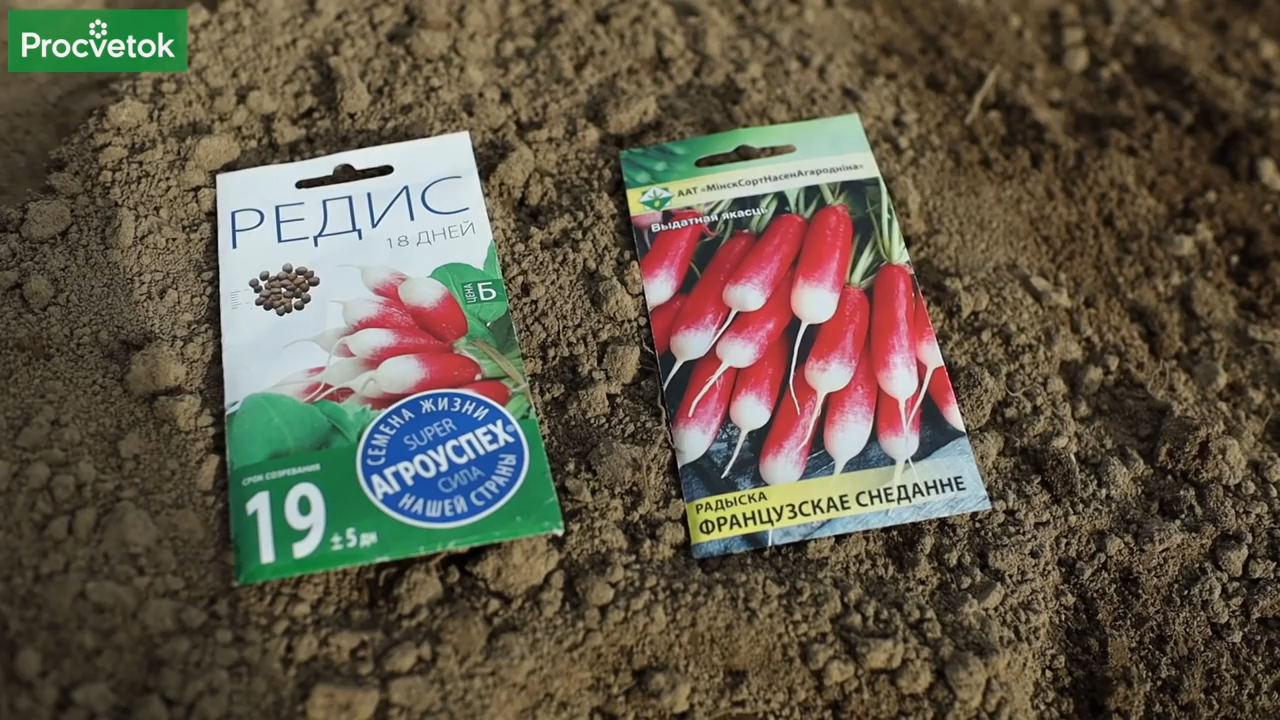 Procvetok
РЕДИС
18 ДНЕЙ
ЦЕНА Б
СЕМЕНА ЖИЗНИ
SUPER
АГРОУСПЕХ®
СИЛА
НАШЕЙ СТРАНЫ
СРОК СОЗРЕВАНИЯ
19 ±5 дн
ААТ «МінскСортНасенАгародніна»
Выдатная якасць
РАДЫСКА
ФРАНЦУЗСКАЕ СНЕДАННЕ